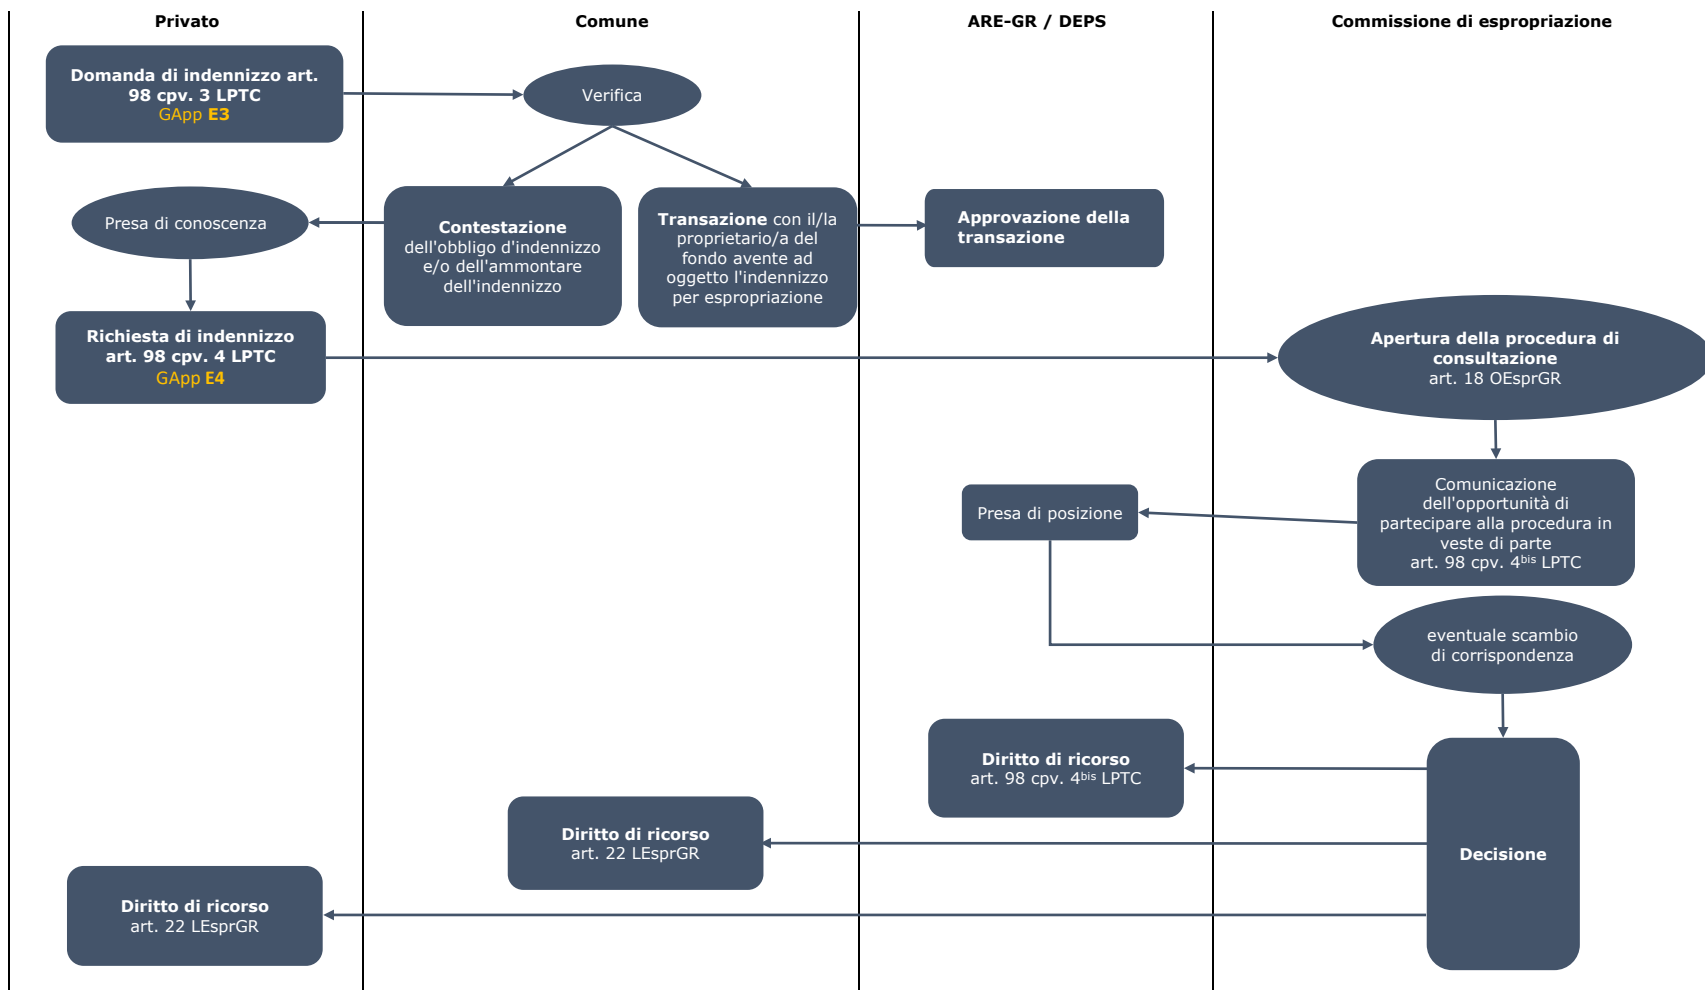 Privato
Comune
ARE-GR / DEPS
Commissione di espropriazione
Domanda di indennizzo art.
98 cpv. 3 LPTC
GApp E3
Verifica
Presa di conoscenza
Contestazione
dell'obbligo d'indennizzo
e/o dell'ammontare
dell'indennizzo
Transazione con il/la
proprietario/a del
fondo avente ad
oggetto l'indennizzo
per espropriazione
Approvazione della
transazione
Richiesta di indennizzo
art. 98 cpv. 4 LPTC
GApp E4
Apertura della procedura di
consultazione
art. 18 OEsprGR
Comunicazione
dell'opportunità di
partecipare alla procedura in
veste di parte
art. 98 cpv. 4bis LPTC
Presa di posizione
eventuale scambio
di corrispondenza
Diritto di ricorso
art. 98 cpv. 4bis LPTC
Diritto di ricorso
art. 22 LEsprGR
Decisione
Diritto di ricorso
art. 22 LEsprGR